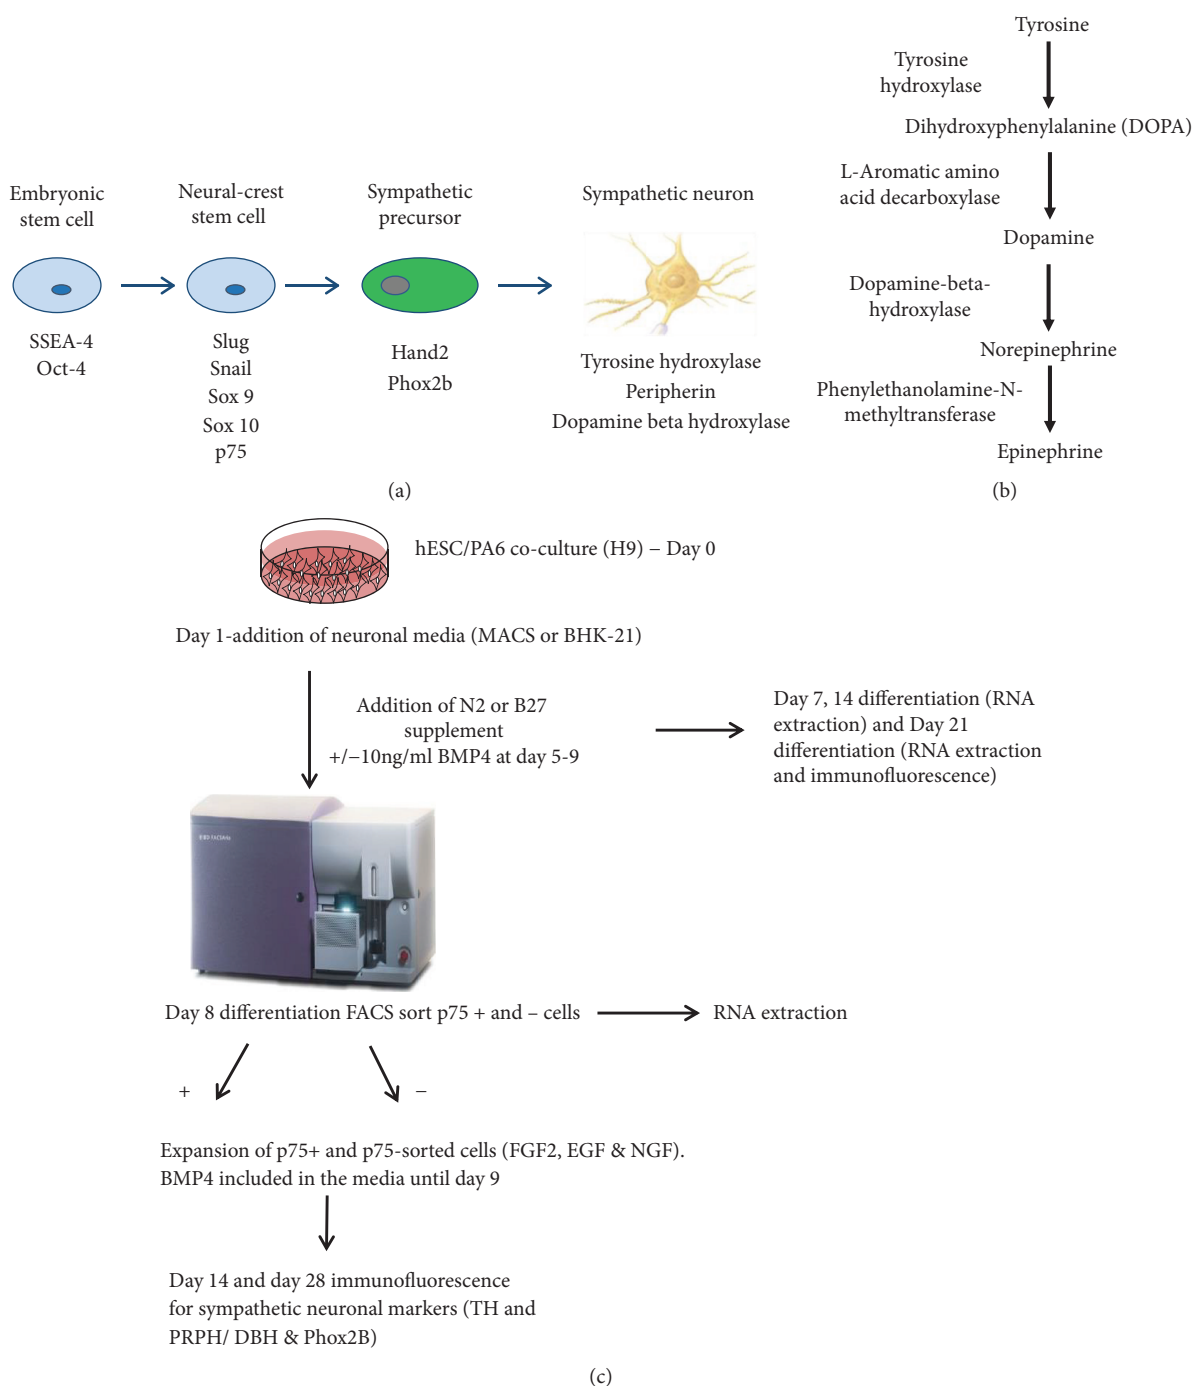 Embryonic
stem cell
Neural-crest
stem cell
Sympathetic
precursor
Sympathetic neuron
SSEA-4
Oct-4
Slug
Snail
Sox 9
Sox 10
p75
Hand2
Phox2b
Tyrosine hydroxylase
Peripherin
Dopamine beta hydroxylase
(a)
Tyrosine
Tyrosine
hydroxylase
Dihydroxyphenylalanine (DOPA)
L-Aromatic amino
acid decarboxylase
Dopamine
Dopamine-beta-
hydroxylase
Norepinephrine
Phenylethanolamine-N-
methyltransferase
Epinephrine
(b)
hESC/PA6 co-culture (H9) − Day 0
Day 1-addition of neuronal media (MACS or BHK-21)
Addition of N2 or B27
supplement
+/−10ng/ml BMP4 at day 5-9
Day 7, 14 differentiation (RNA
extraction) and Day 21
differentiation (RNA extraction
and immunofluorescence)
Day 8 differentiation FACS sort p75 + and – cells
RNA extraction
+
−
Expansion of p75+ and p75-sorted cells (FGF2, EGF & NGF).
BMP4 included in the media until day 9
Day 14 and day 28 immunofluorescence
for sympathetic neuronal markers (TH and
PRPH/ DBH & Phox2B)
(c)